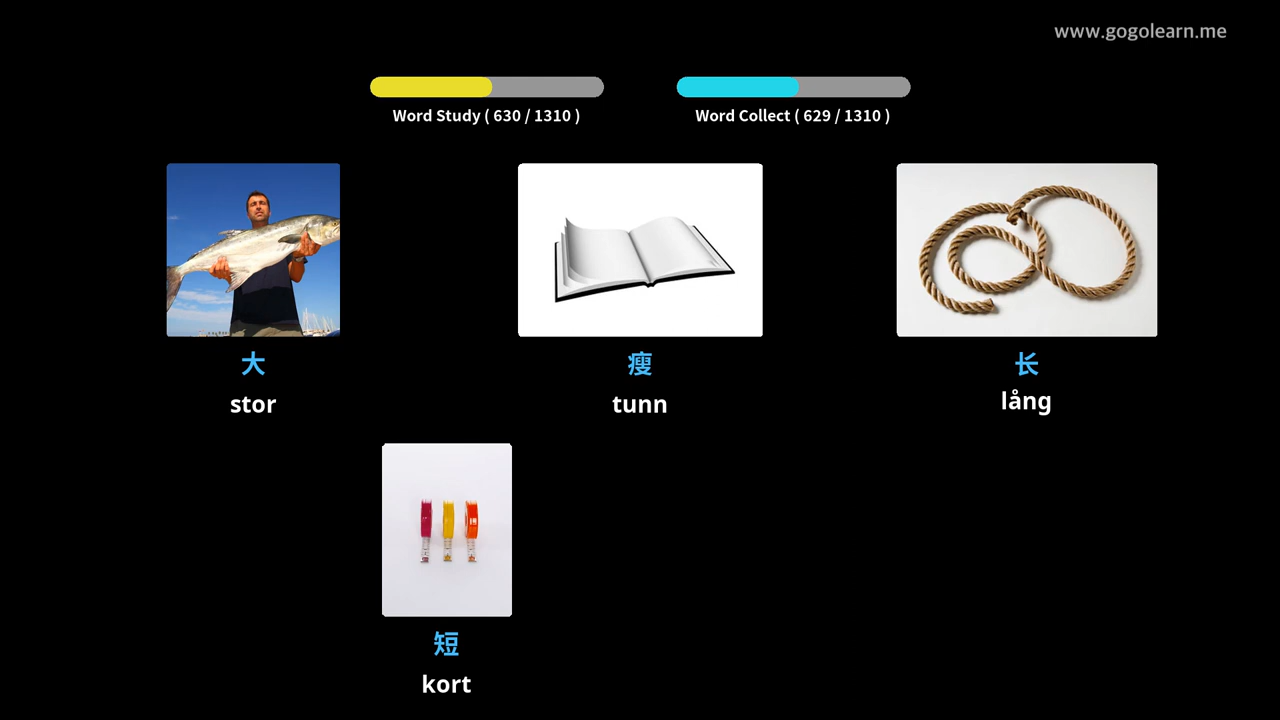 www.gogolearn.me
Word Study ( 630 / 1310 )
Word Collect ( 629 / 1310 )
大
stor
瘦
tunn
长
lång
短
kort